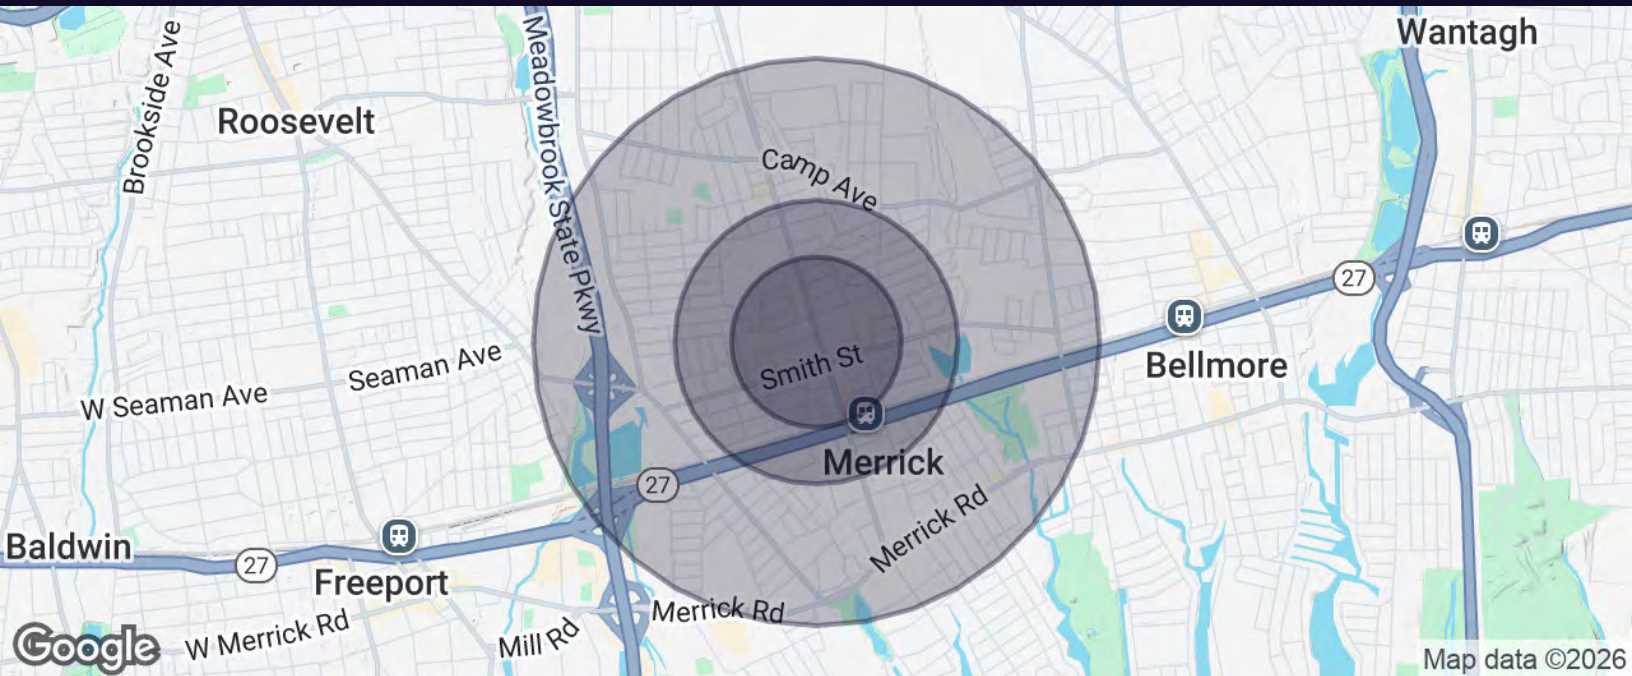 Wantagh
Brookside Ave
Meadowbrook State Pkwy
Roosevelt
Camp Ave
27
Smith St
Seaman Ave
W Seaman Ave
Bellmore
Merrick
27
Merrick Rd
Baldwin
27
Freeport
Merrick Rd
W Merrick Rd
Mill Rd
Google
Map data ©2026